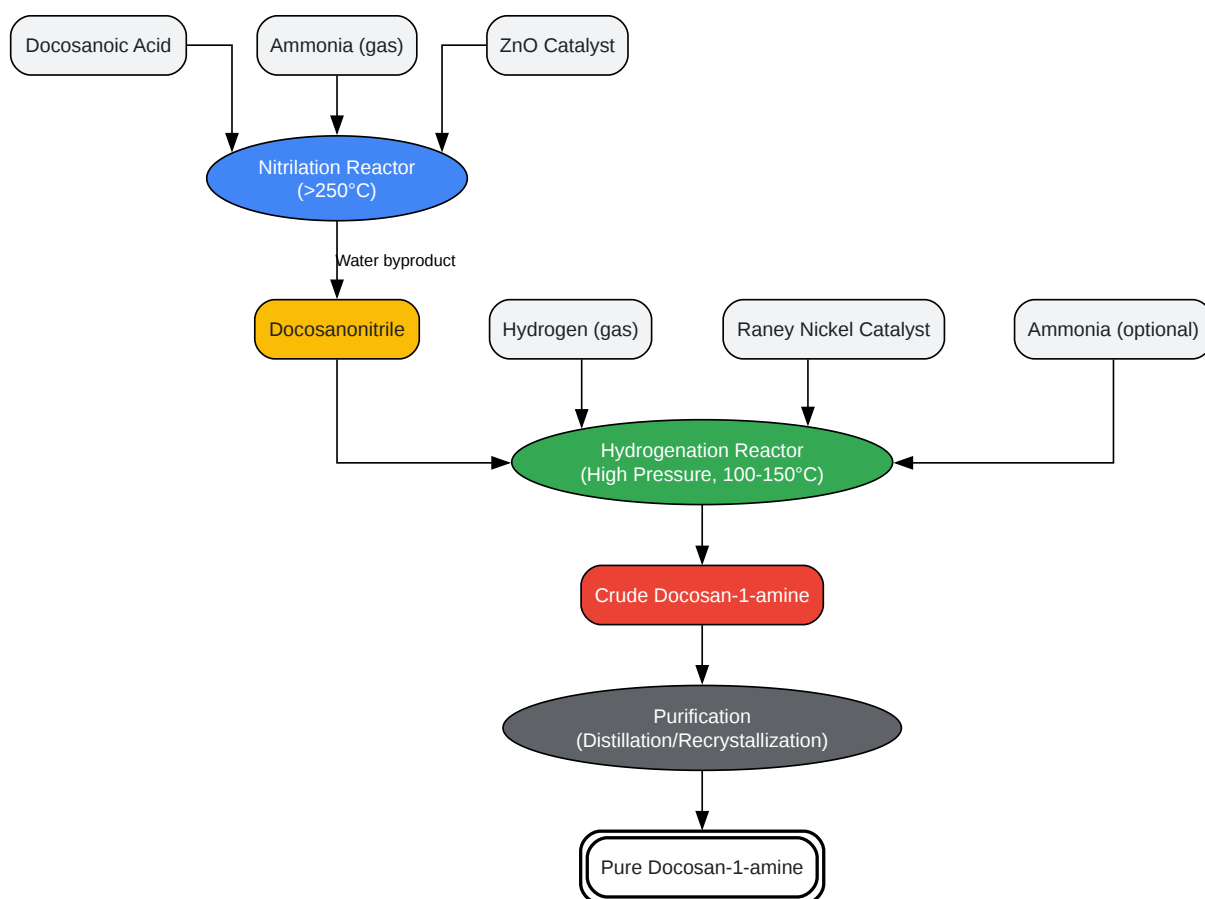 Docosanoic Acid
Ammonia (gas)
ZnO Catalyst
Nitrilation Reactor
(>250°C)
Water byproduct
Docosanonitrile
Hydrogen (gas)
Raney Nickel Catalyst
Ammonia (optional)
Hydrogenation Reactor
(High Pressure, 100-150°C)
Crude Docosan-1-amine
Purification
(Distillation/Recrystallization)
Pure Docosan-1-amine